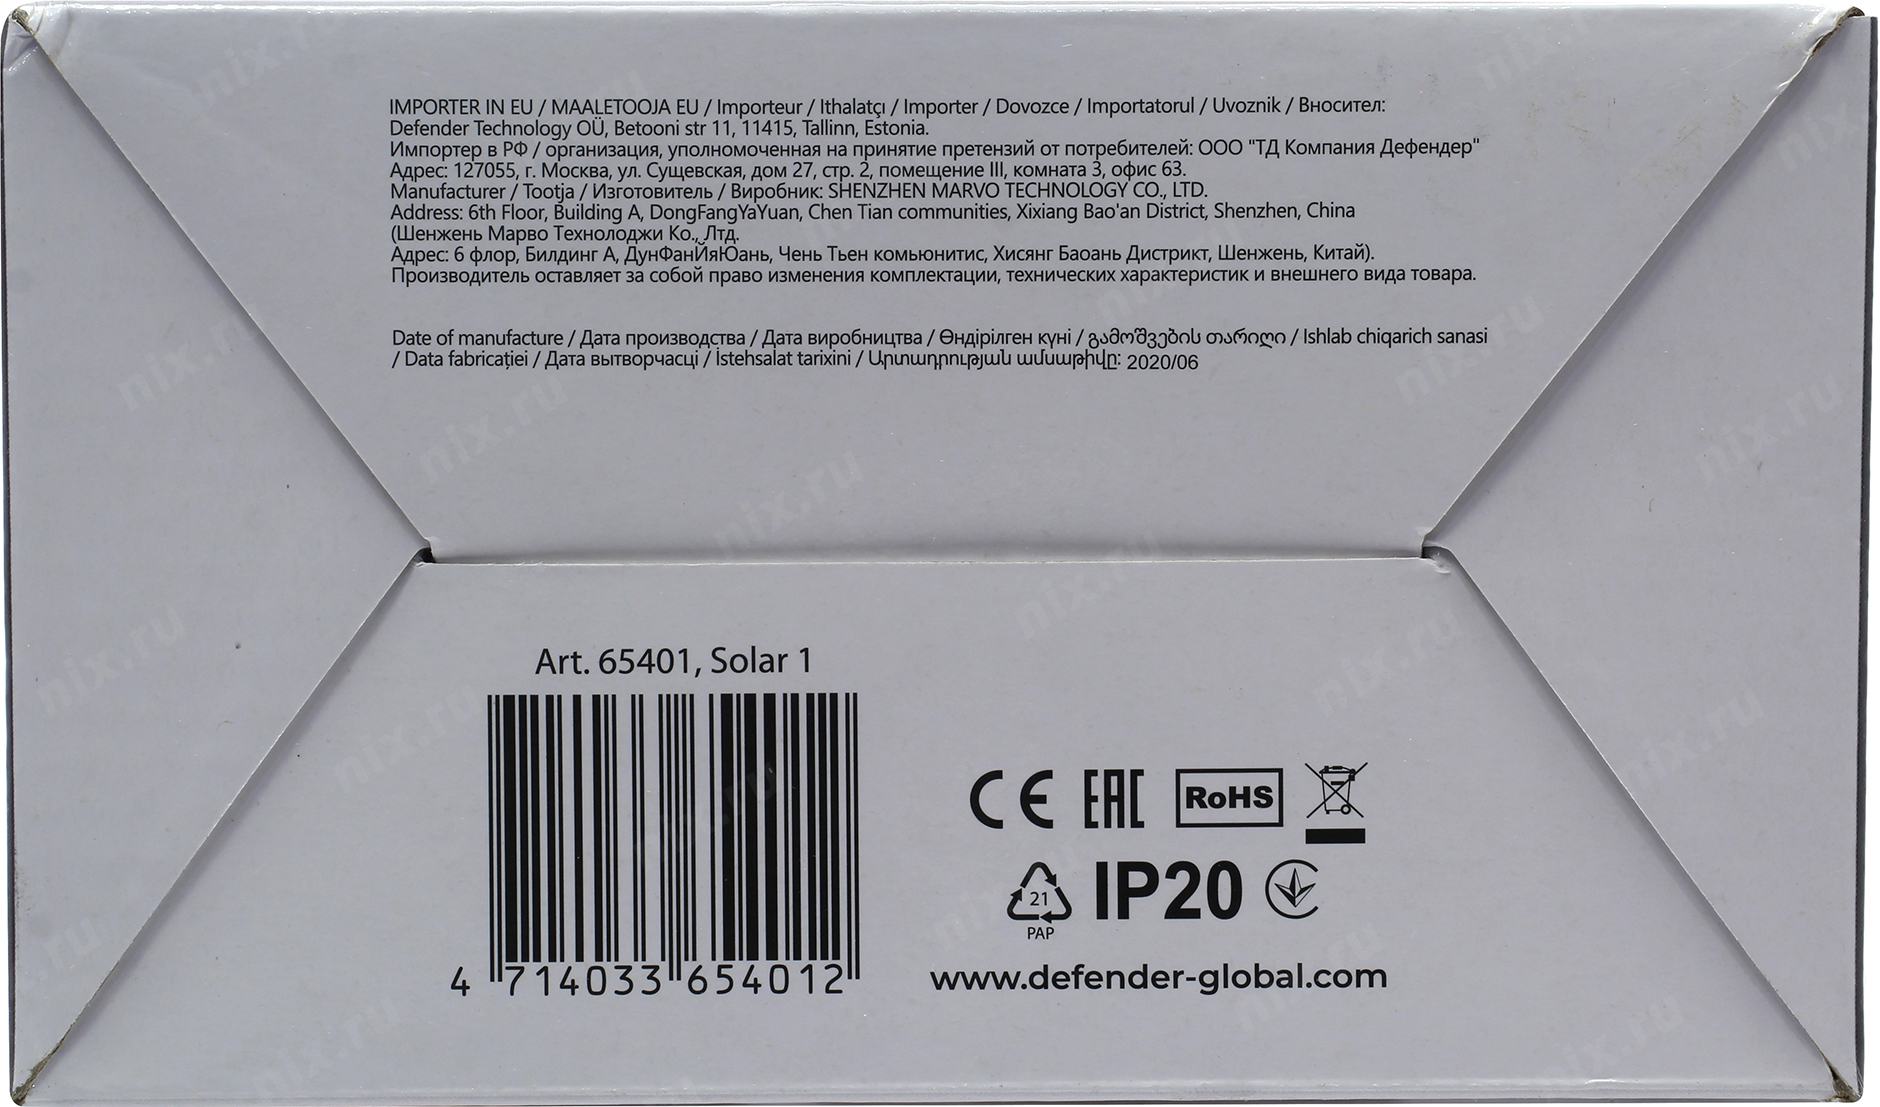 IMPORTER IN EU / MAALETOOJA EU / Importeur / Ithalatçı / Importer / Dovozce / Importatorul / Uvoznik / Вносител:
Defender Technology OÜ, Betooni str 11, 11415, Tallinn, Estonia.
Импортер в РФ / организация, уполномоченная на принятие претензий от потребителей: ООО "ТД Компания Дефендер"
Адрес: 127055, г. Москва, ул. Сущевская, дом 27, стр. 2, помещение III, комната 3, офис 63.
Manufacturer / Tootja / Изготовитель / Виробник: SHENZHEN MARVO TECHNOLOGY CO., LTD.
Address: 6th Floor, Building A, DongFangYaYuan, Chen Tian communities, Xixiang Bao'an District, Shenzhen, China
(Шенжень Марво Технолоджи Ко., Лтд.
Адрес: 6 флор, Билдинг А, ДунФанЙяЮань, Чень Тьен комьюнитис, Хисянг Баоань Дистрикт, Шенжень, Китай).
Производитель оставляет за собой право изменения комплектации, технических характеристик и внешнего вида товара.
Date of manufacture / Дата производства / Дата виробництва / Өндірілген күні / გამოშვების თარიღი / Ishlab chiqarich sanasi
/ Data fabricației / Дата вытворчасці / İstehsalat tarixini / Արտադրության ամսաթիվը: 2020/06
Art. 65401, Solar 1
4 714033 654012
CE EAC RoHS
21 IP20
PAP
www.defender-global.com
nix.ru